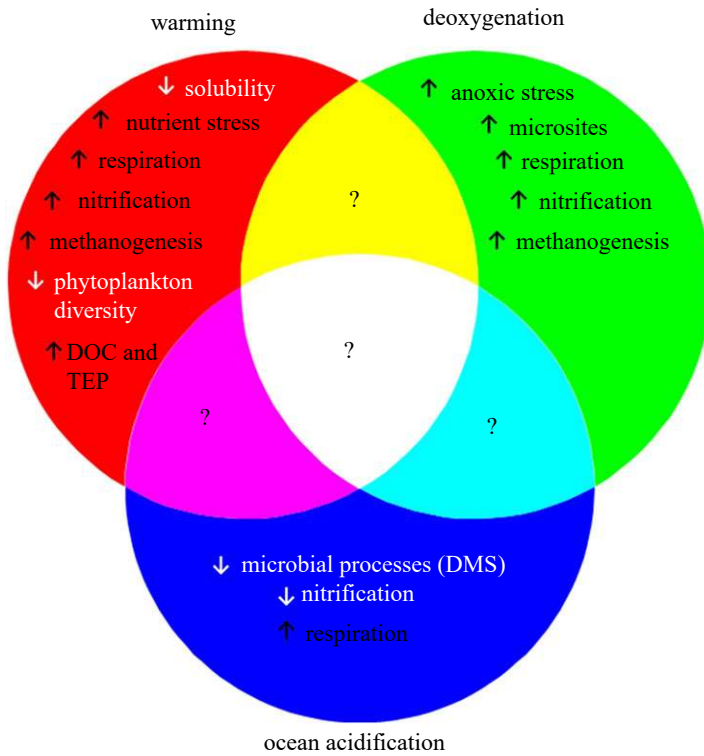 warming
deoxygenation
↓ solubility
↑ nutrient stress
↑ respiration
↑ nitrification
↑ methanogenesis
↓ phytoplankton
diversity
↑ DOC and
TEP
↑ anoxic stress
↑ microsites
↑ respiration
↑ nitrification
↑ methanogenesis
?
?
?
?
↓ microbial processes (DMS)
↓ nitrification
↑ respiration
ocean acidification